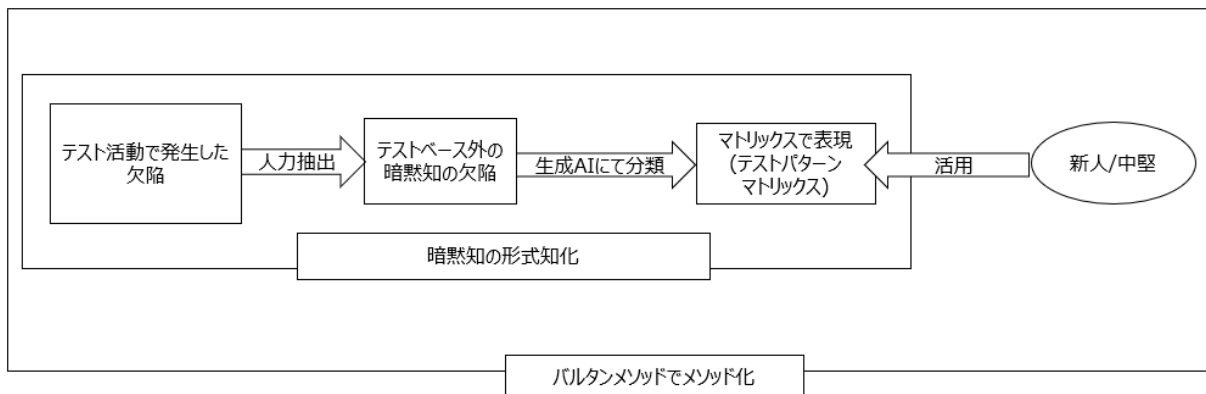 テスト活動で発生した
欠陥
人力抽出
テストベース外の
暗黙知の欠陥
生成AIにて分類
マトリックスで表現
(テストパターン
マトリックス)
活用
新人/中堅
暗黙知の形式知化
バルタンメソッドでメソッド化